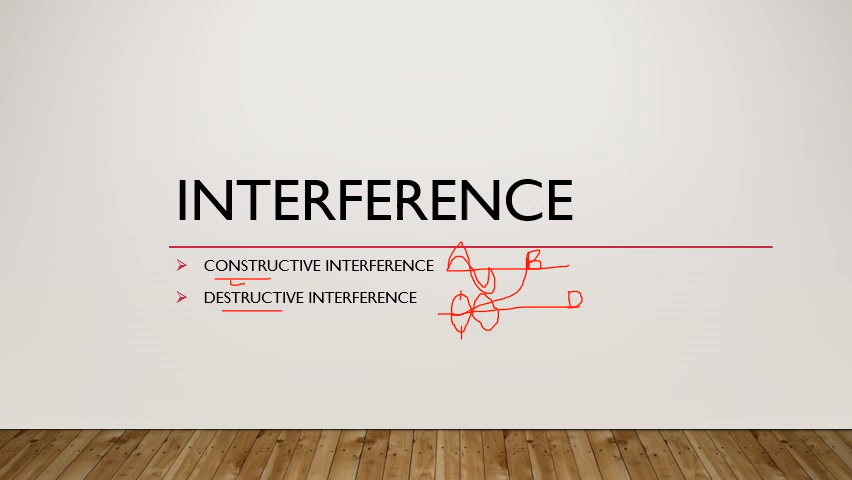 INTERFERENCE
CONSTRUCTIVE INTERFERENCE B
DESTRUCTIVE INTERFERENCE D